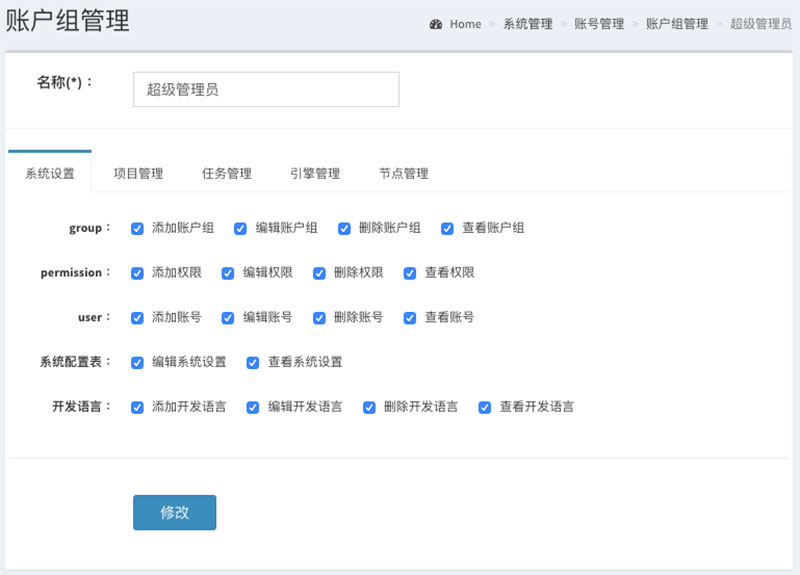 账户组管理
Home > 系统管理 > 账号管理 > 账户组管理 > 超级管理员
名称(*)：
超级管理员
系统设置 项目管理 任务管理 引擎管理 节点管理
group： 添加账户组 编辑账户组 删除账户组 查看账户组
permission： 添加权限 编辑权限 删除权限 查看权限
user： 添加账号 编辑账号 删除账号 查看账号
系统配置表： 编辑系统设置 查看系统设置
开发语言： 添加开发语言 编辑开发语言 删除开发语言 查看开发语言
修改